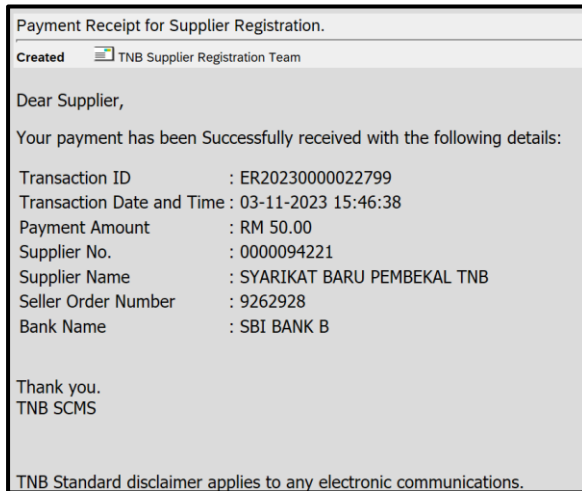 Payment Receipt for Supplier Registration.
Created TNB Supplier Registration Team
Dear Supplier,
Your payment has been Successfully received with the following details:
Transaction ID : ER20230000022799
Transaction Date and Time : 03-11-2023 15:46:38
Payment Amount : RM 50.00
Supplier No. : 0000094221
Supplier Name : SYARIKAT BARU PEMBEKAL TNB
Seller Order Number : 9262928
Bank Name : SBI BANK B
Thank you.
TNB SCMS
TNB Standard disclaimer applies to any electronic communications.